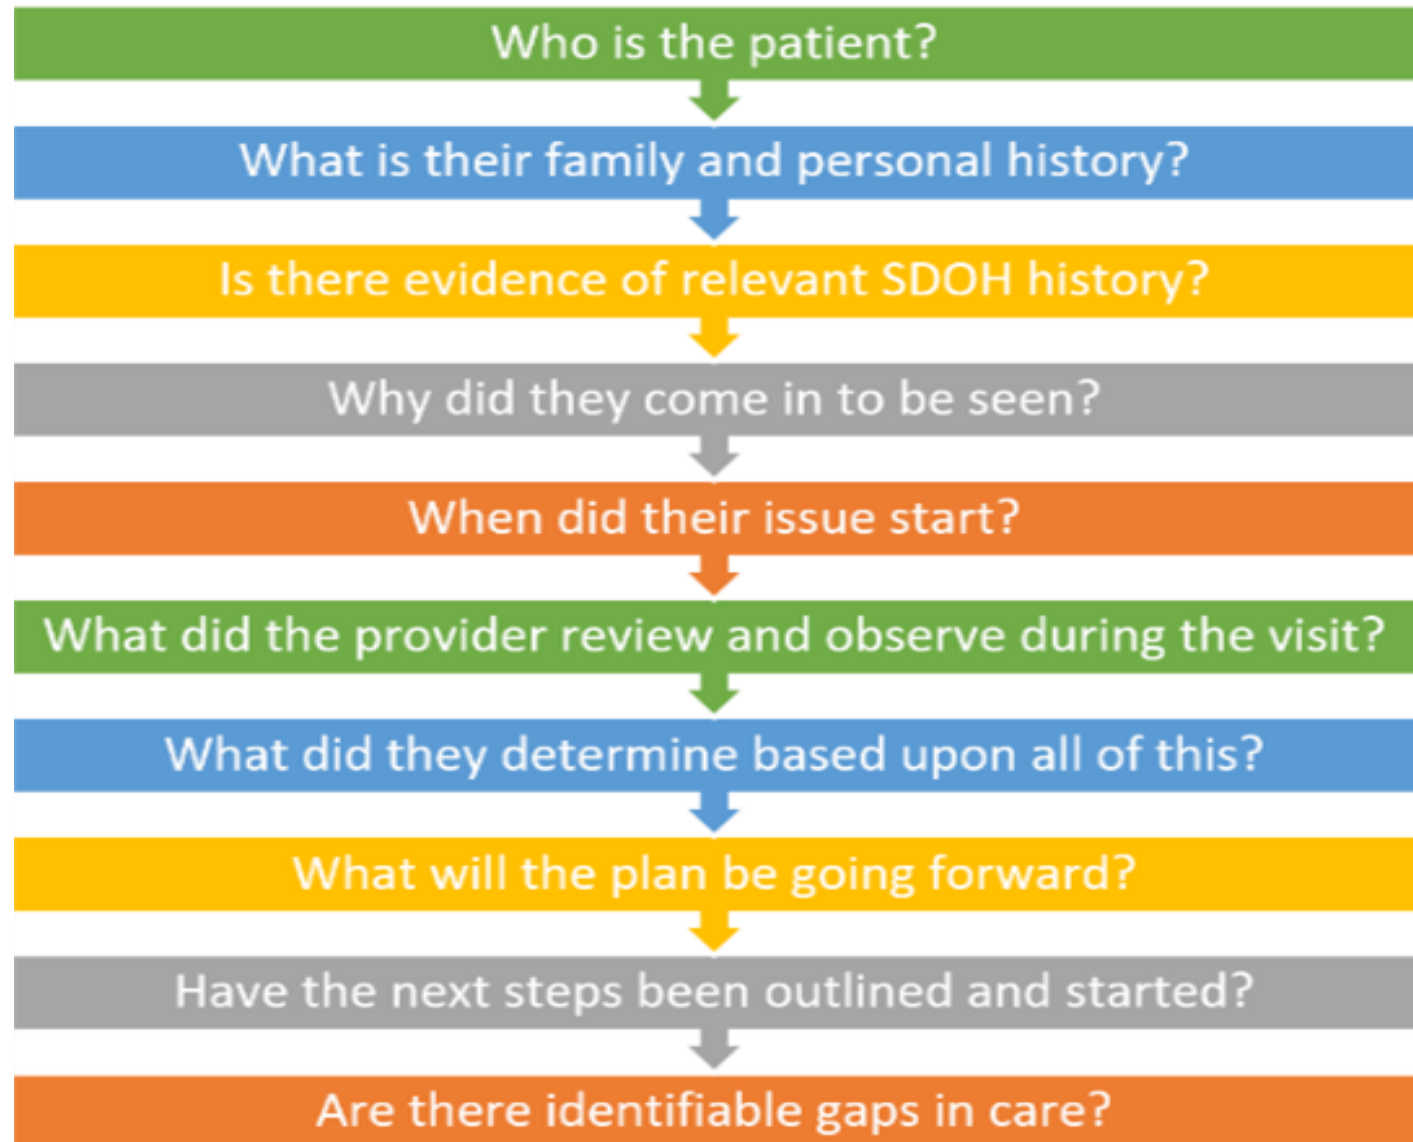 Who is the patient?
What is their family and personal history?
Is there evidence of relevant SDOH history?
Why did they come in to be seen?
When did their issue start?
What did the provider review and observe during the visit?
What did they determine based upon all of this?
What will the plan be going forward?
Have the next steps been outlined and started?
Are there identifiable gaps in care?